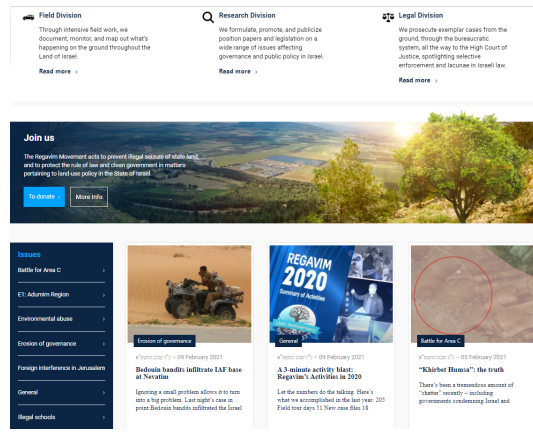 Field Division
Through intensive field work, we
document, monitor, and map out what's
happening on the ground throughout the
Land of Israel.
Read more ›
Research Division
We formulate, promote, and publicize
position papers and legislation on a
wide range of issues affecting
governance and public policy in Israel.
Read more ›
Legal Division
We prosecute exemplar cases from the
ground, through the bureaucratic
system, all the way to the High Court of
Justice, spotlighting selective
enforcement and lacunae in Israeli law.
Read more ›
Join us
The Regavim Movement acts to prevent illegal seizure of state land,
and to protect the rule of law and clean government in matters
pertaining to land-use policy in the State of Israel
To donate ›
More Info
Issues
Battle for Area C ›
E1: Adumim Region ›
Environmental abuse ›
Erosion of governance ›
Foreign interference in Jerusalem
General ›
Illegal schools ›
Erosion of governance
– 09 February 2021
Bedouin bandits infiltrate IAF base
at Nevatim
Ignoring a small problem allows it to turn
into a big problem. Last night's case in
point:Bedouin bandits infiltrated the Israel
REGAVIM
2020
Summary of Activities
General
– 09 February 2021
A 3-minute activity blast:
Regavim's Activities in 2020
Let the numbers do the talking. Here's
what we accomplished in the last year: 205
Field tour days 51 New case files 18
Battle for Area C
– 05 February 2021
“Khirbet Humsa”: the truth
There's been a tremendous amount of
“chatter” recently – including
governments condemning Israel and